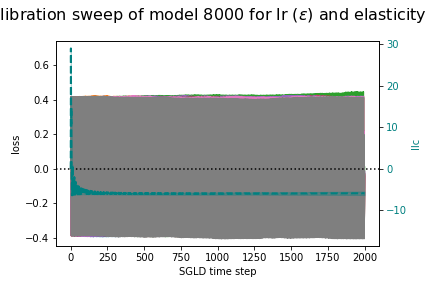 libration sweep of model 8000 for lr (ε) and elasticity
0.6
0.4
0.2
0.0
−0.2
−0.4
loss
30
20
10
0
−10
llc
0 250 500 750 1000 1250 1500 1750 2000
SGLD time step